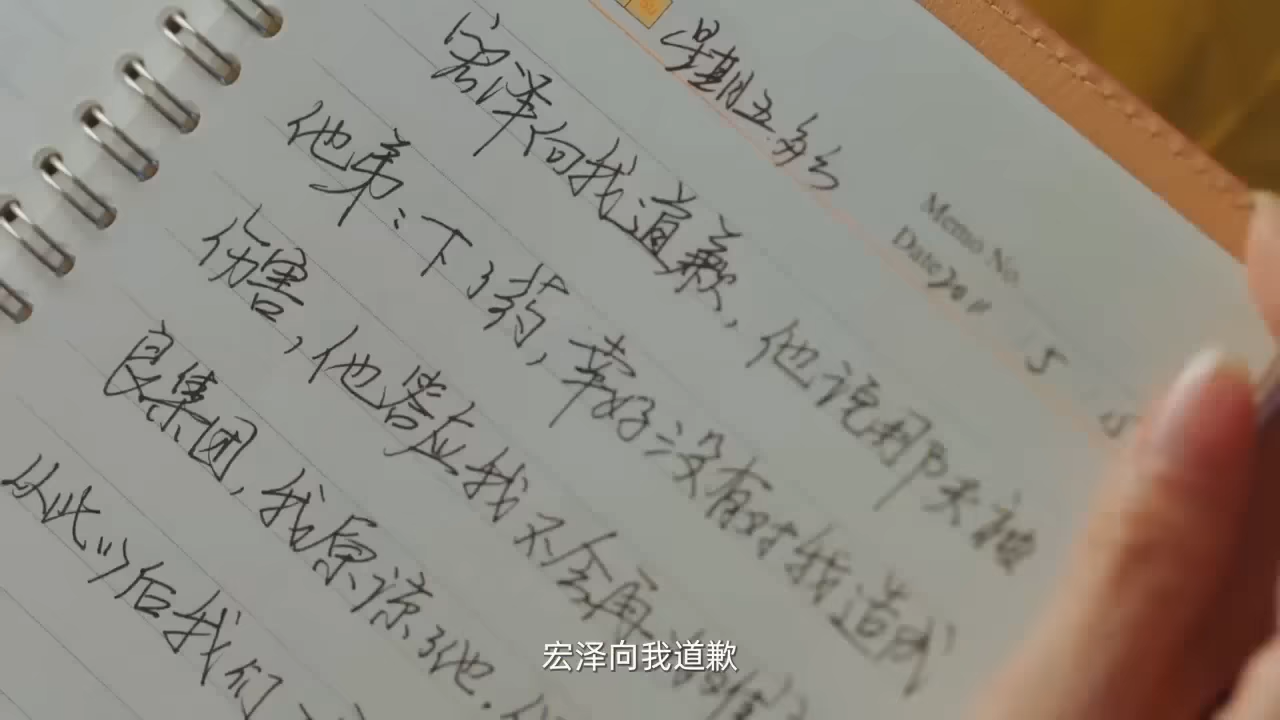 Memo No.
Date 2011 5
星期五 多云
宏泽向我道歉,他说那天被
他弟:下了药,幸好没有对我造成
伤害,他答应我不会再
良集团,我原谅了他.
从此以后我们
宏泽向我道歉